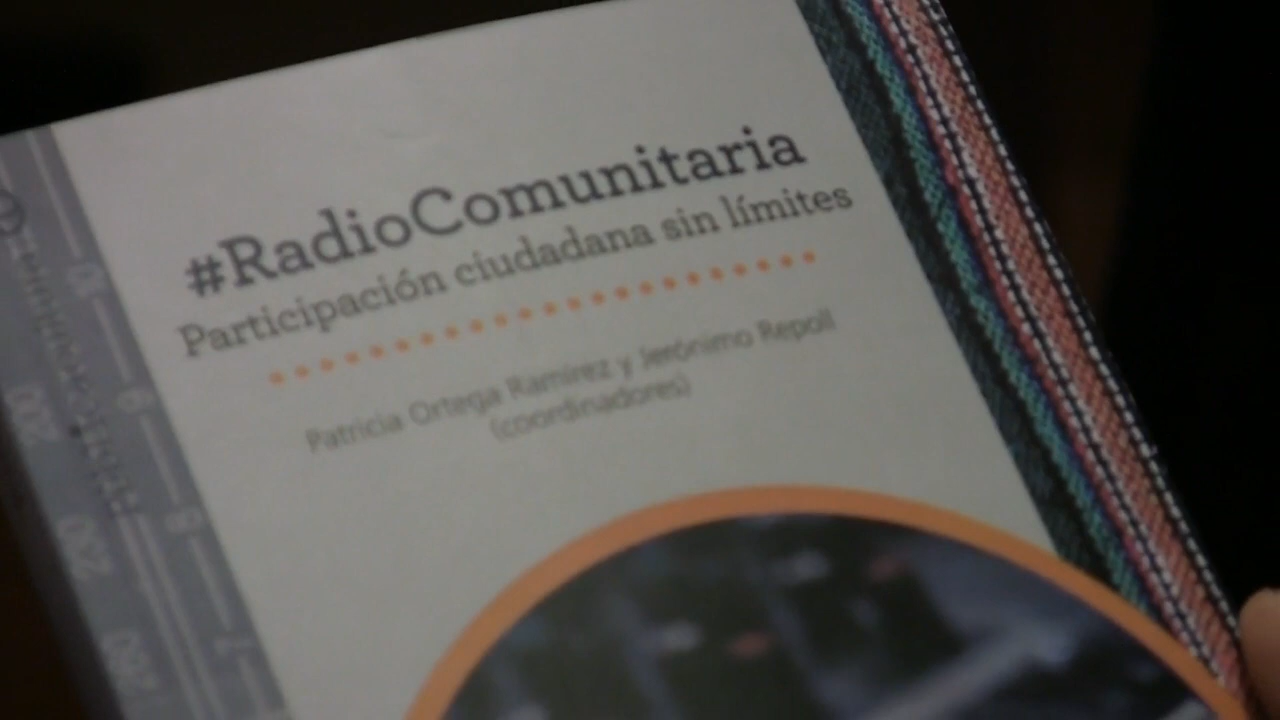 #RadioComunitaria
Participación ciudadana sin límites
Patricia Ortega Ramírez y Jerónimo Repoll
(coordinadores)